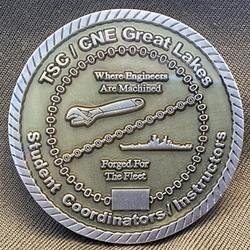 TSC / CNE Great Lakes
Where Engineers
Are Machined
Forged For
The Fleet
Student Coordinators / Instructors